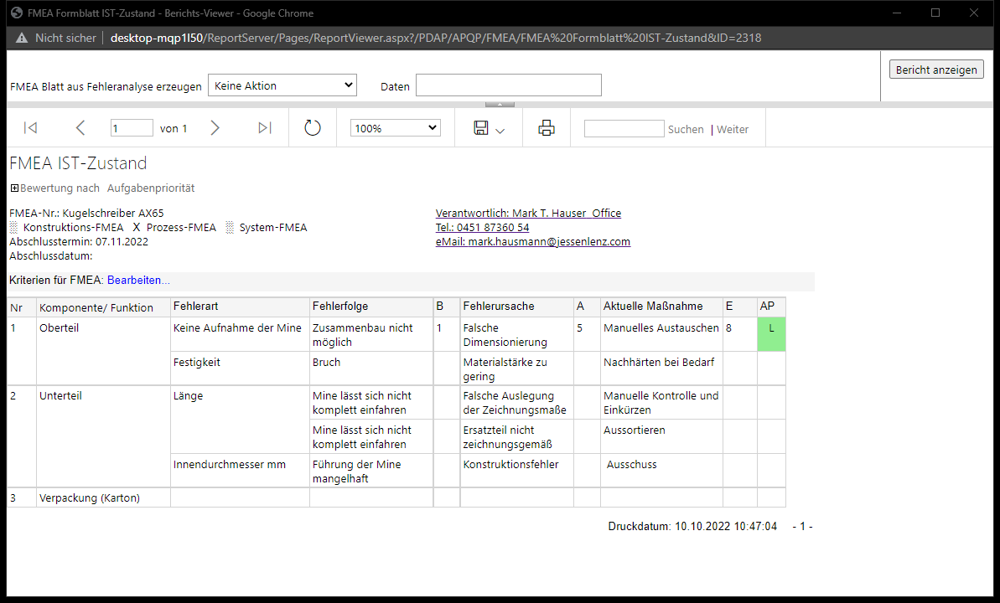 FMEA Formblatt IST-Zustand - Berichts-Viewer - Google Chrome
Nicht sicher | desktop-mqp1l50/ReportServer/Pages/ReportViewer.aspx?/PDAP/APQP/FMEA/FMEA%20Formblatt%20IST-Zustand&ID=2318
FMEA Blatt aus Fehleranalyse erzeugen Keine Aktion Daten Bericht anzeigen
1 von 1 100% Suchen | Weiter
FMEA IST-Zustand
Bewertung nach Aufgabenpriorität
FMEA-Nr.: Kugelschreiber AX65 Verantwortlich: Mark T. Hauser Office
Konstruktions-FMEA X Prozess-FMEA System-FMEA Tel.: 0451 87360 54
Abschlusstermin: 07.11.2022 eMail: mark.hausmann@jessenlenz.com
Abschlussdatum:
Kriterien für FMEA: Bearbeiten...
Nr Komponente/ Funktion Fehlerart Fehlerfolge B Fehlerursache A Aktuelle Maßnahme E AP
1 Oberteil Keine Aufnahme der Mine Zusammenbau nicht 1 Falsche 5 Manuelles Austauschen 8 L
möglich Dimensionierung
Festigkeit Bruch Materialstärke zu Nachhärten bei Bedarf
gering
2 Unterteil Länge Mine lässt sich nicht Falsche Auslegung Manuelle Kontrolle und
komplett einfahren der Zeichnungsmaße Einkürzen
Mine lässt sich nicht Ersatzteil nicht Aussortieren
komplett einfahren zeichnungsgemäß
Innendurchmesser mm Führung der Mine Konstruktionsfehler Ausschuss
mangelhaft
3 Verpackung (Karton)
Druckdatum: 10.10.2022 10:47:04 - 1 -